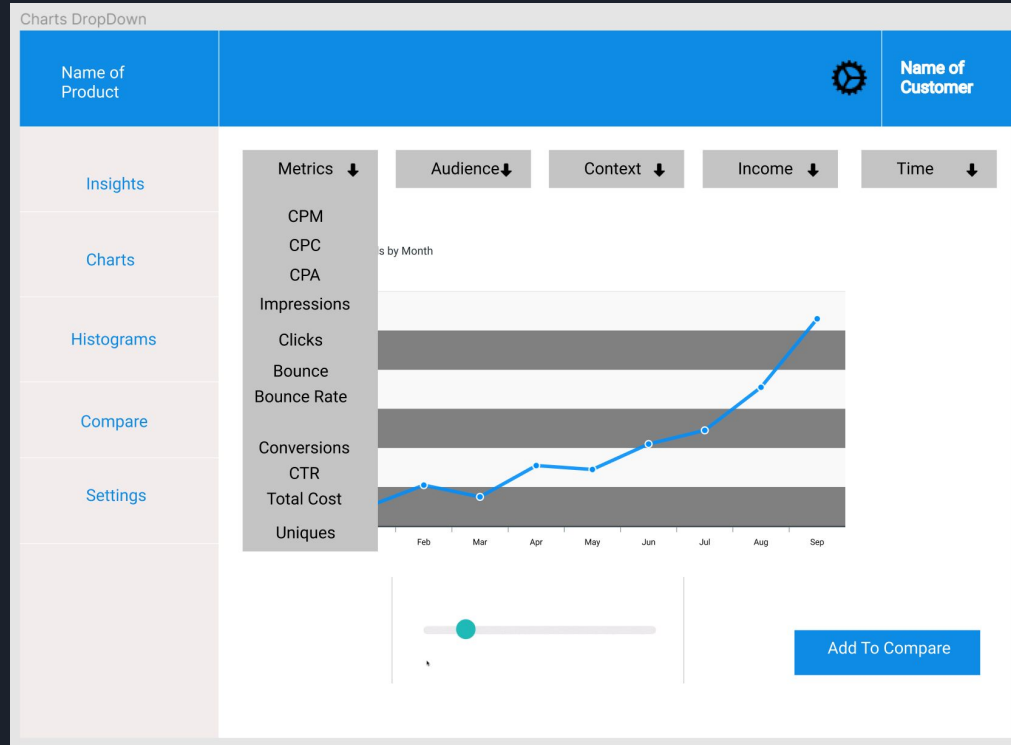 Charts DropDown
Name of
Product
Name of
Customer
Insights
Charts
Histograms
Compare
Settings
Metrics
Audience
Context
Income
Time
CPM
CPC
CPA
Impressions
Clicks
Bounce
Bounce Rate
Conversions
CTR
Total Cost
Uniques
s by Month
Feb Mar Apr May Jun Jul Aug Sep
Add To Compare